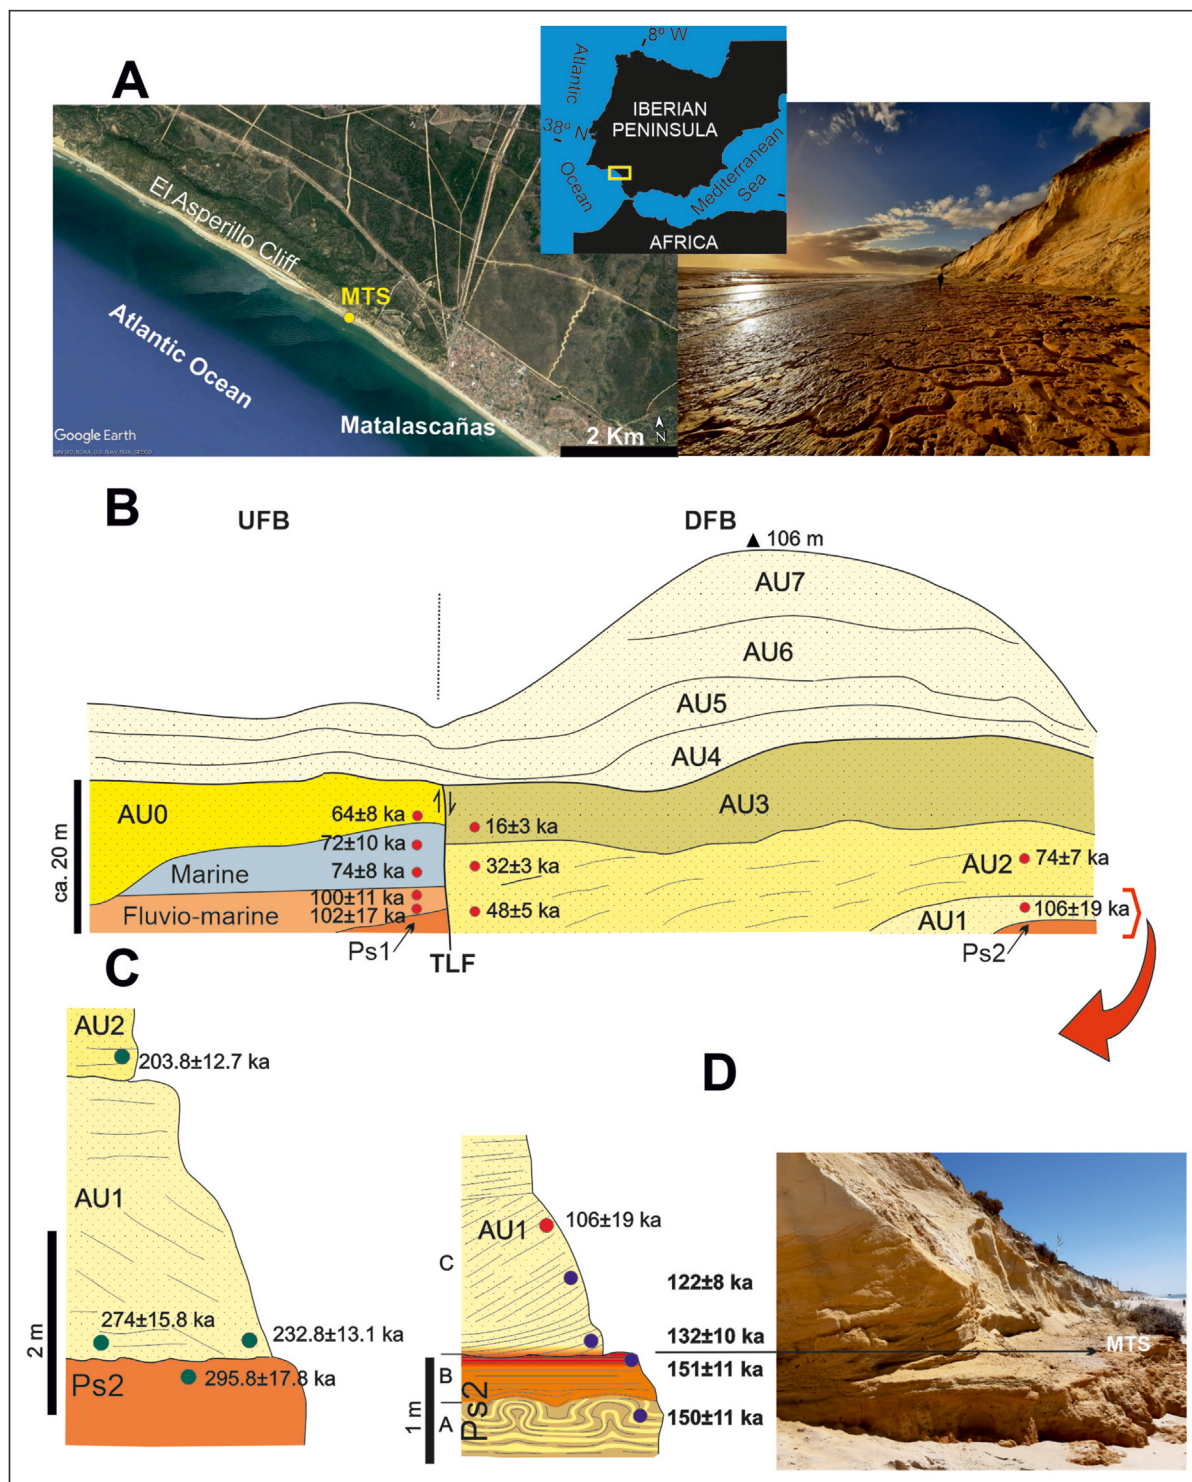 A
8º W
Atlantic
Ocean
38º N
IBERIAN
PENINSULA
Mediterranean
Sea
AFRICA
El Asperillo Cliff
MTS
Atlantic Ocean
Matalascañas
2 Km
N
Google Earth
B
UFB
DFB
106 m
AU7
AU6
AU5
AU4
AU3
AU0
64±8 ka
16±3 ka
72±10 ka
Marine
74±8 ka
32±3 ka
AU2
74±7 ka
100±11 ka
Fluvio-marine
102±17 ka
48±5 ka
AU1
106±19 ka
Ps1
TLF
Ps2
ca. 20 m
C
AU2
203.8±12.7 ka
AU1
274±15.8 ka
232.8±13.1 ka
Ps2
295.8±17.8 ka
2 m
D
AU1
106±19 ka
C
122±8 ka
132±10 ka
MTS
151±11 ka
B
A
Ps2
150±11 ka
1 m